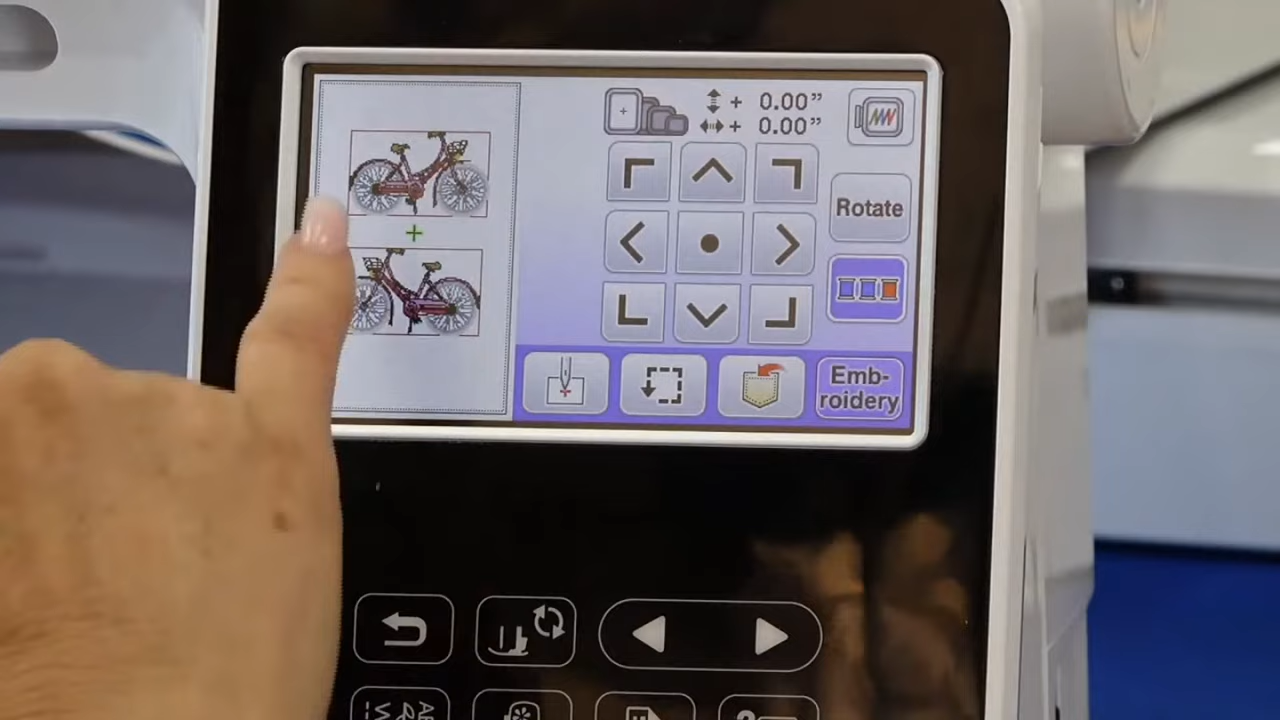 + 0.00"
+ 0.00"
Rotate
Emb-
roidery